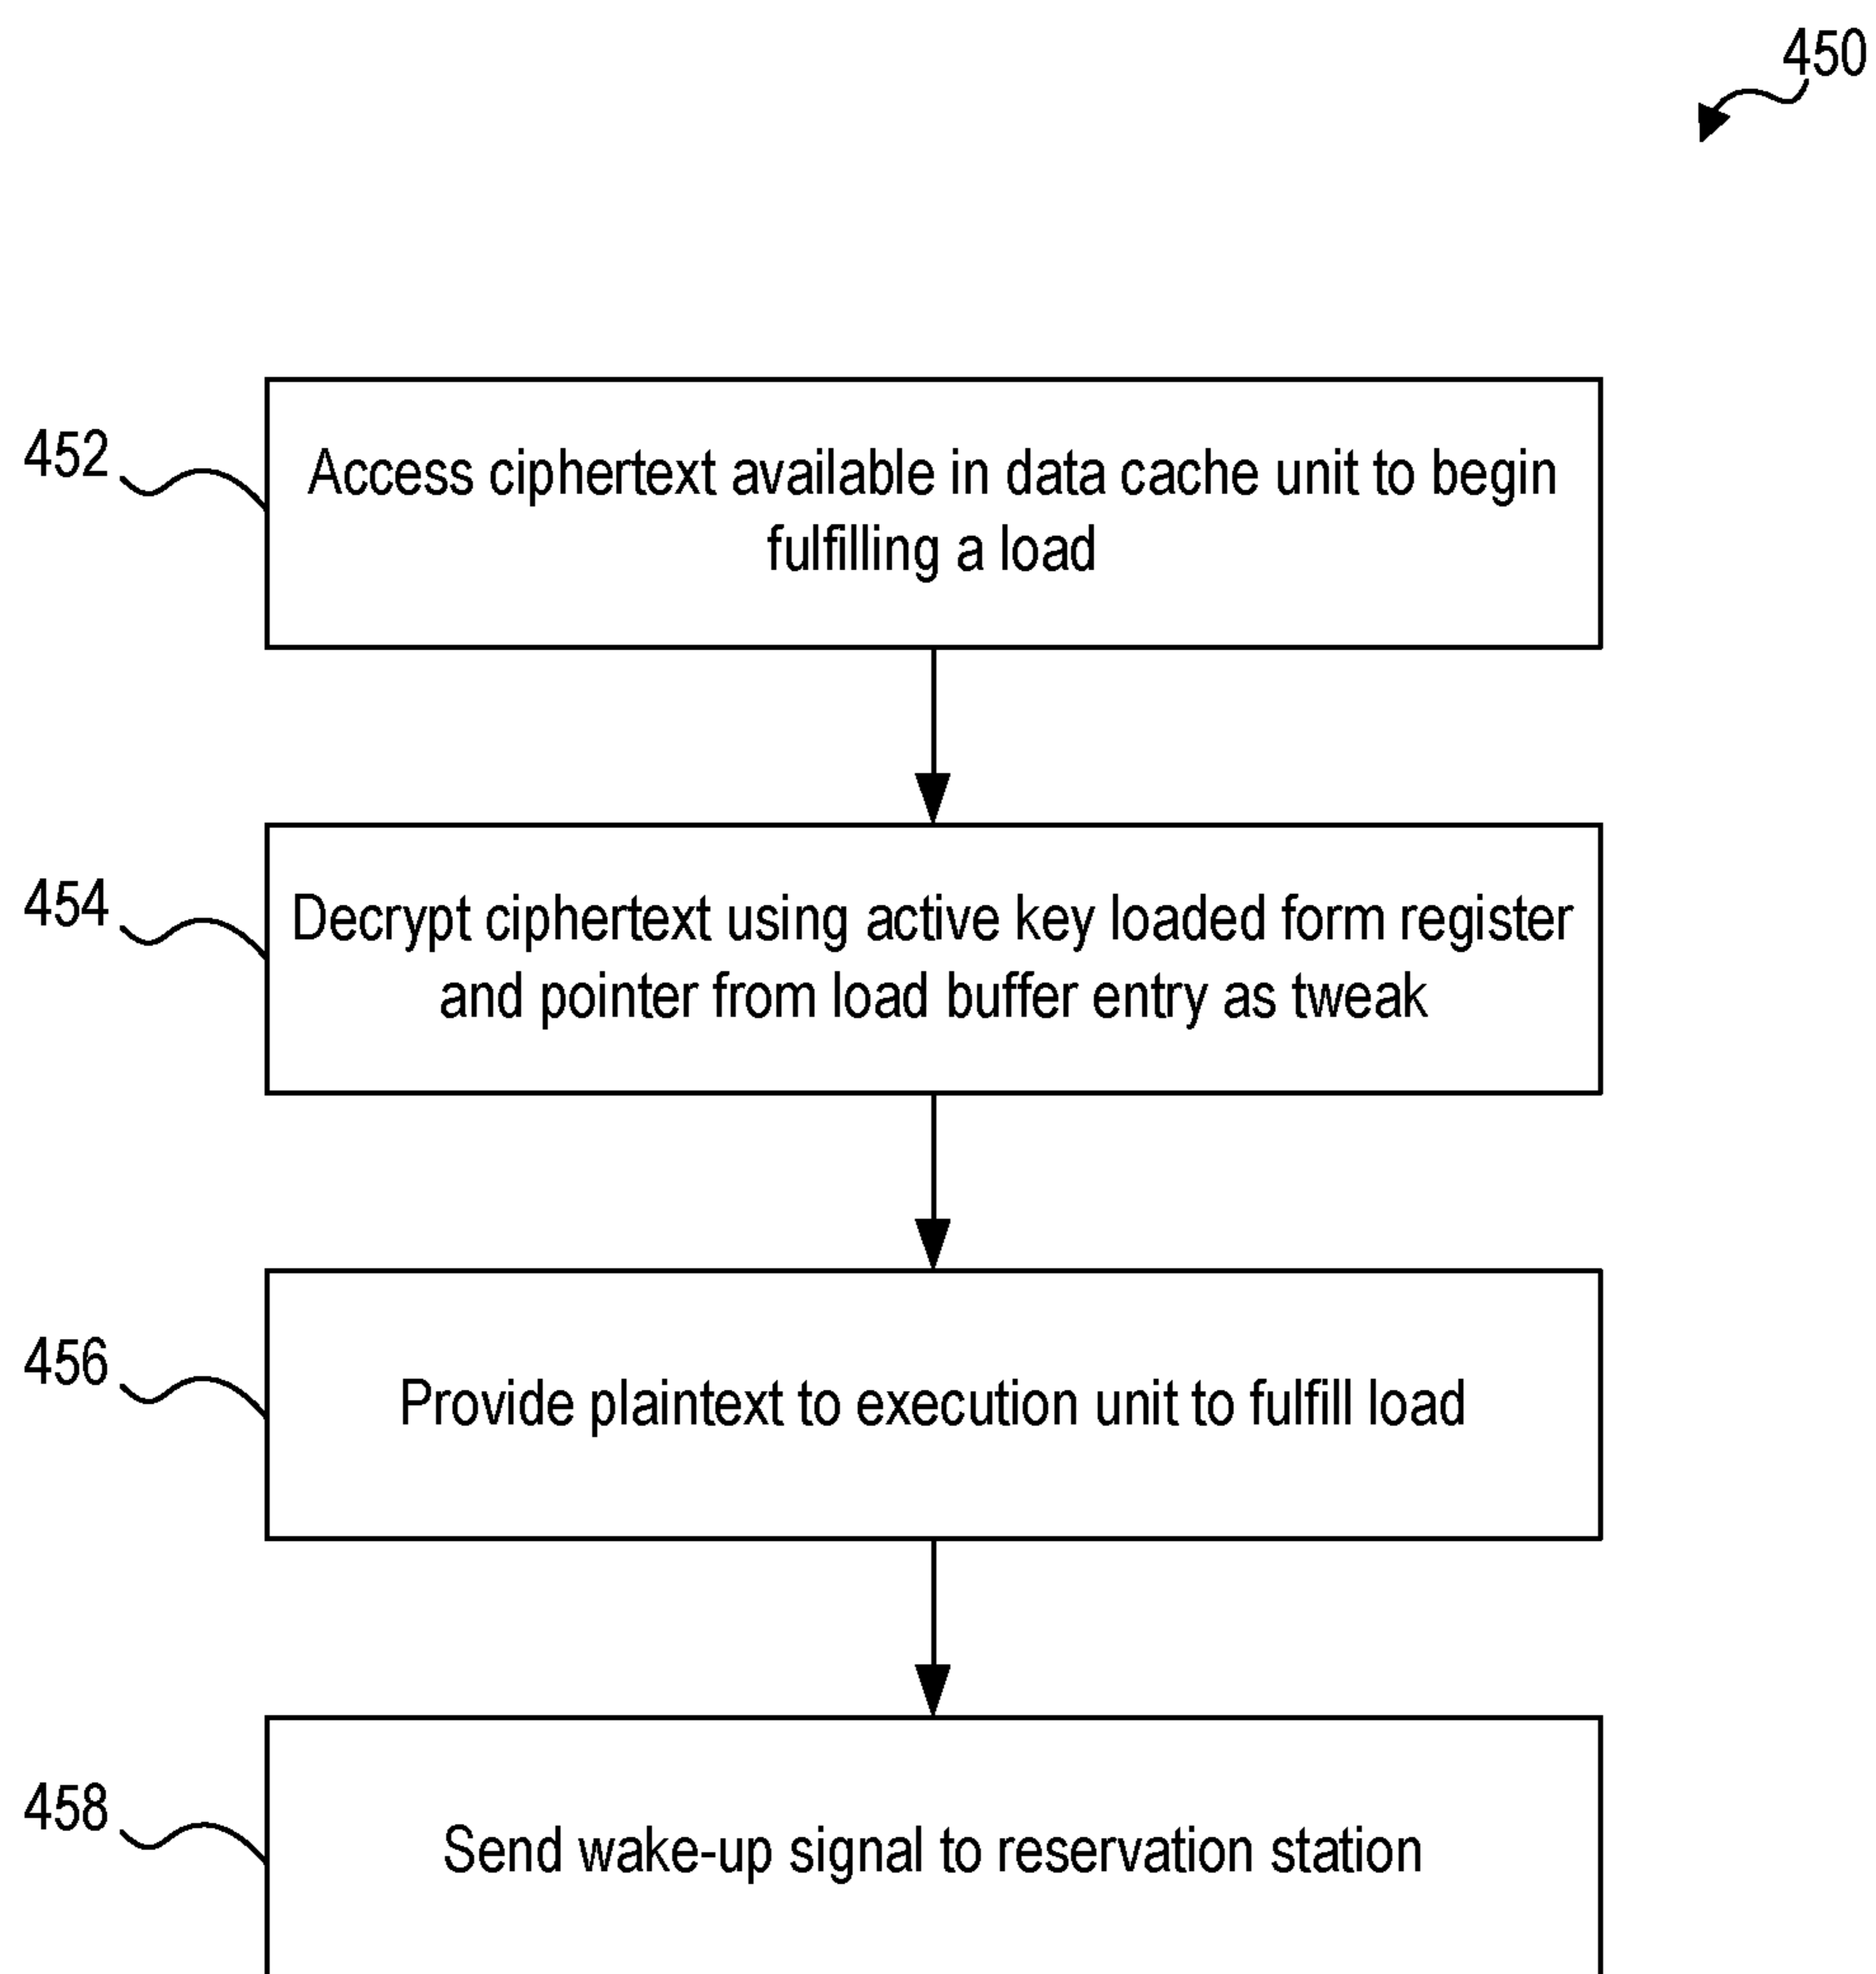 450
452
Access ciphertext available in data cache unit to begin
fulfilling a load
454
Decrypt ciphertext using active key loaded form register
and pointer from load buffer entry as tweak
456
Provide plaintext to execution unit to fulfill load
458
Send wake-up signal to reservation station